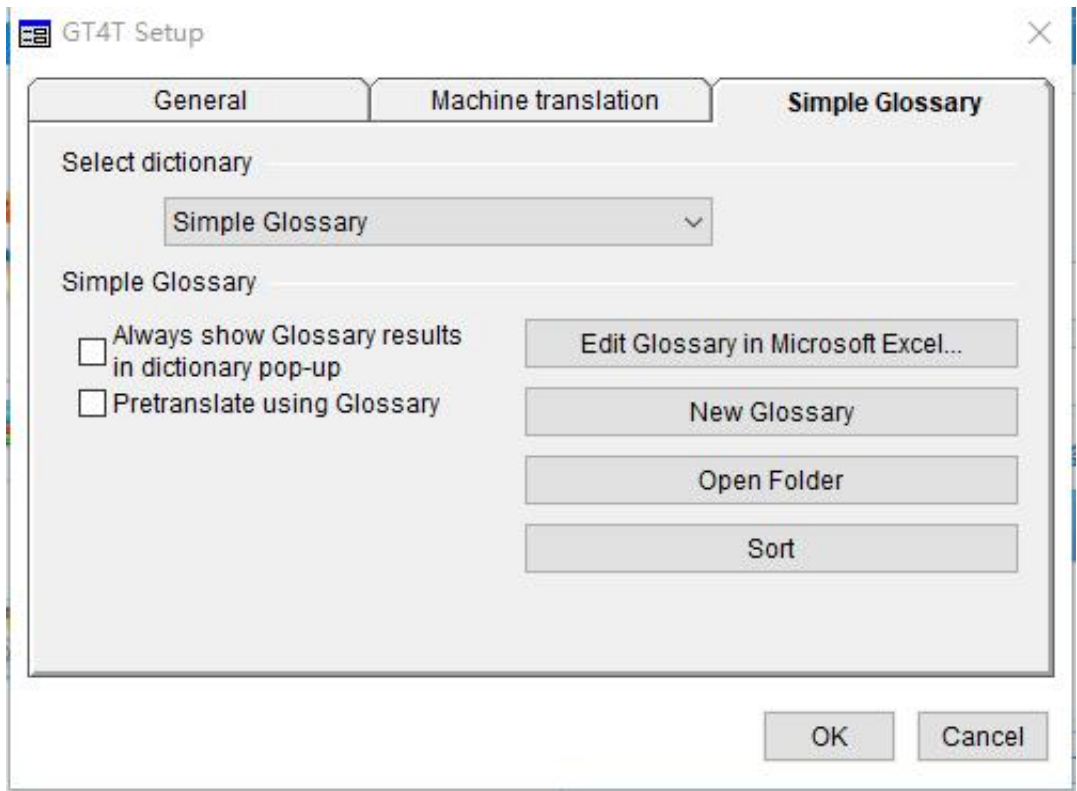 GT4T Setup
General
Machine translation
Simple Glossary
Select dictionary
Simple Glossary
Simple Glossary
Always show Glossary results
in dictionary pop-up
Pretranslate using Glossary
Edit Glossary in Microsoft Excel...
New Glossary
Open Folder
Sort
OK
Cancel